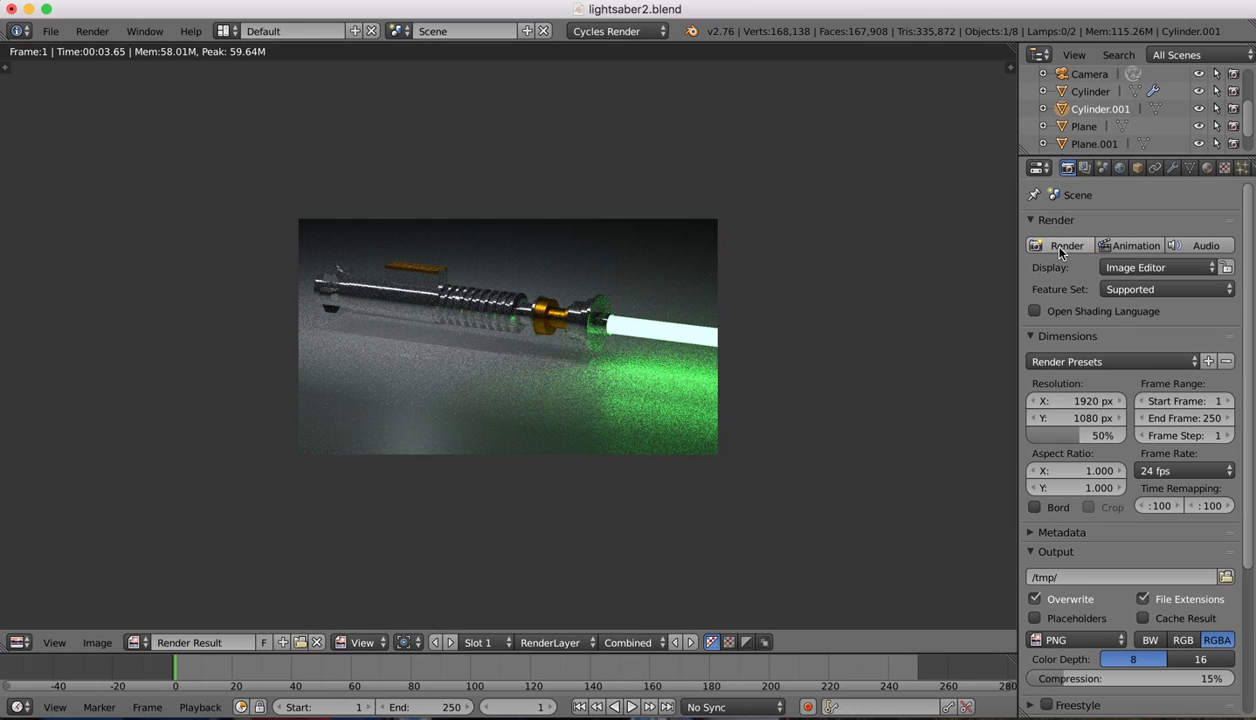 lightsaber2.blend
File Render Window Help Default Scene Cycles Render v2.76 | Verts:168,138 | Faces:167,908 | Tris:335,872 | Objects:1/8 | Lamps:0/2 | Mem:115.26M | Cylinder.001
Frame:1 | Time:00:03.65 | Mem:58.01M, Peak: 59.64M
View Search All Scenes
Camera
Cylinder
Cylinder.001
Plane
Plane.001
Scene
Render
Render Animation Audio
Display: Image Editor
Feature Set: Supported
Open Shading Language
Dimensions
Render Presets
Resolution: Frame Range:
X: 1920 px Start Frame: 1
Y: 1080 px End Frame: 250
50% Frame Step: 1
Aspect Ratio: Frame Rate:
X: 1.000 24 fps
Y: 1.000 Time Remapping:
Bord Crop : 100 : 100
Metadata
Output
/tmp/
Overwrite File Extensions
Placeholders Cache Result
PNG BW RGB RGBA
Color Depth: 8 16
Compression: 15%
Freestyle
View Image Render Result F View Slot 1 RenderLayer Combined
-40 -20 0 20 40 60 80 100 120 140 160 180 200 220 240 260 280
View Marker Frame Playback Start: 1 End: 250 1 No Sync